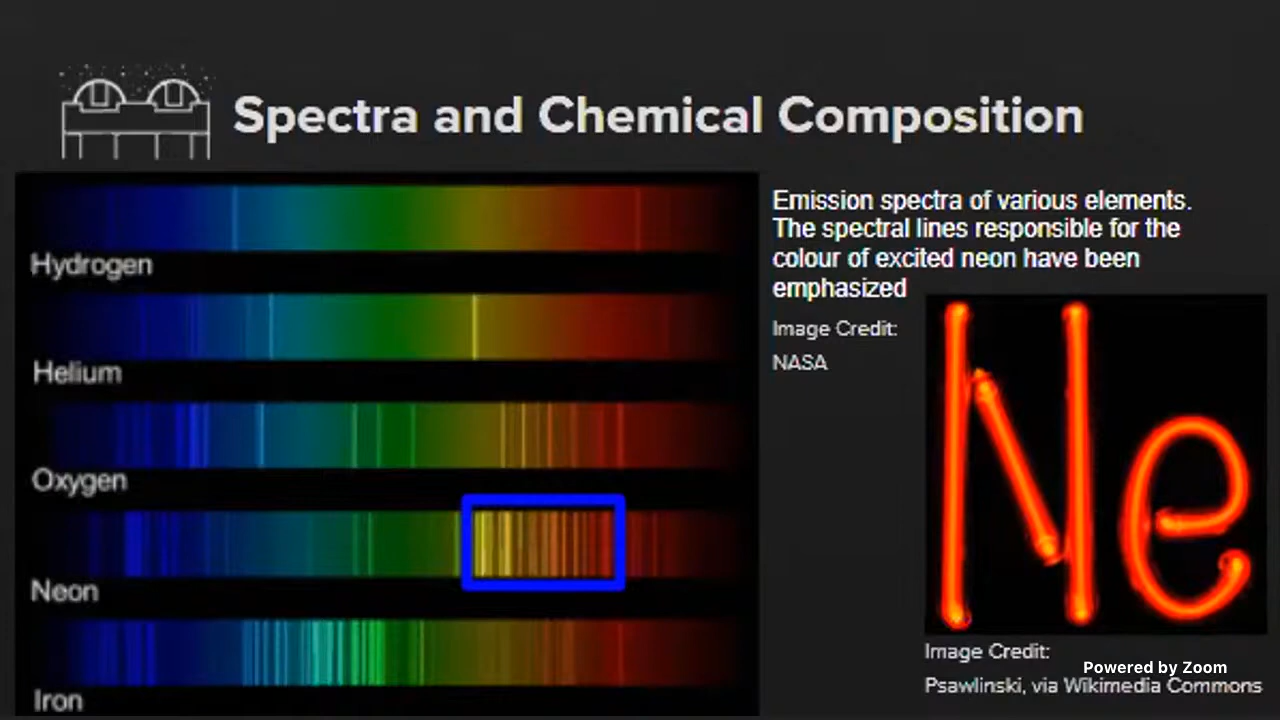 Spectra and Chemical Composition
Hydrogen
Helium
Oxygen
Neon
Iron
Emission spectra of various elements.
The spectral lines responsible for the
colour of excited neon have been
emphasized
Image Credit:
NASA
Ne
Image Credit:
Powered by Zoom
Psawlinski, via Wikimedia Commons